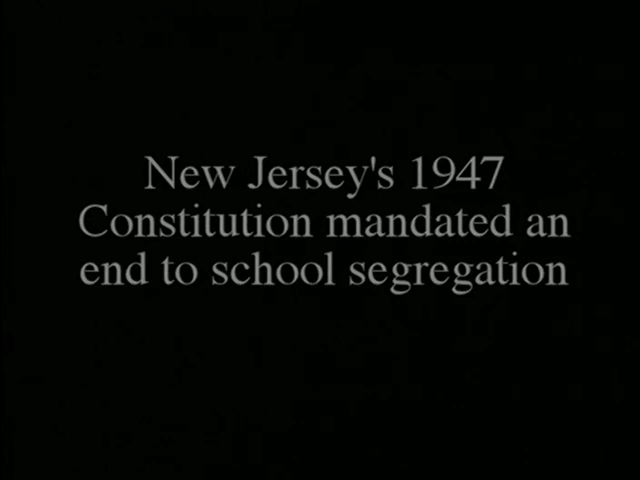 New Jersey's 1947
Constitution mandated an
end to school segregation